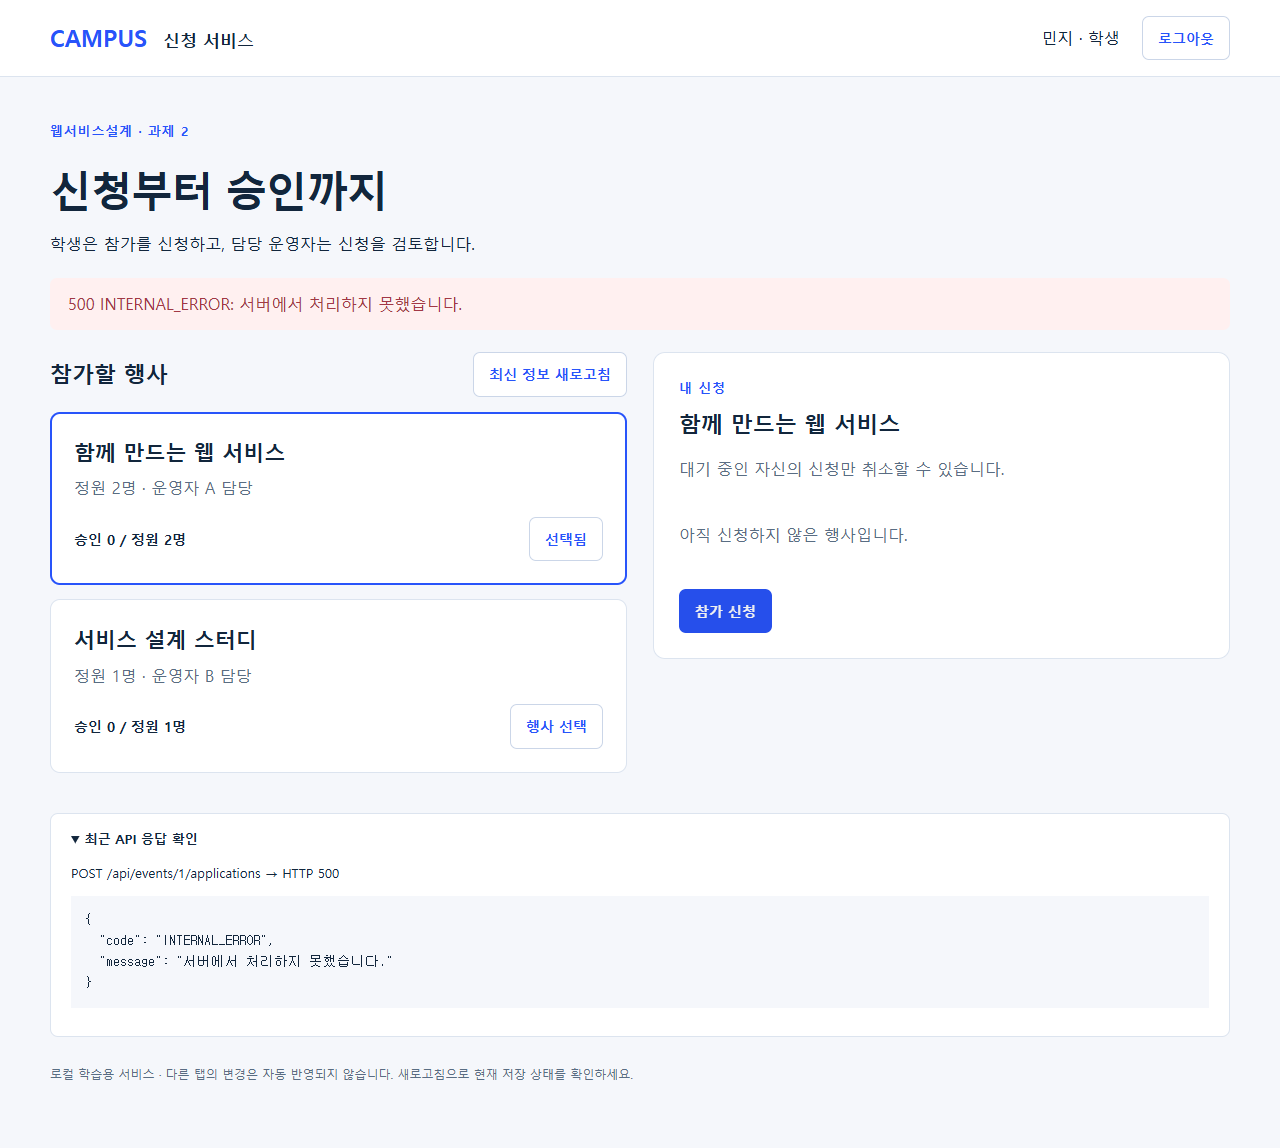 CAMPUS 신청 서비스
민지 · 학생
로그아웃
웹서비스설계 · 과제 2
신청부터 승인까지
학생은 참가를 신청하고, 담당 운영자는 신청을 검토합니다.
500 INTERNAL_ERROR: 서버에서 처리하지 못했습니다.
참가할 행사
최신 정보 새로고침
함께 만드는 웹 서비스
정원 2명 · 운영자 A 담당
승인 0 / 정원 2명
선택됨
서비스 설계 스터디
정원 1명 · 운영자 B 담당
승인 0 / 정원 1명
행사 선택
내 신청
함께 만드는 웹 서비스
대기 중인 자신의 신청만 취소할 수 있습니다.
아직 신청하지 않은 행사입니다.
참가 신청
▼ 최근 API 응답 확인
POST /api/events/1/applications → HTTP 500
{
  "code": "INTERNAL_ERROR",
  "message": "서버에서 처리하지 못했습니다."
}
로컬 학습용 서비스 · 다른 탭의 변경은 자동 반영되지 않습니다. 새로고침으로 현재 저장 상태를 확인하세요.